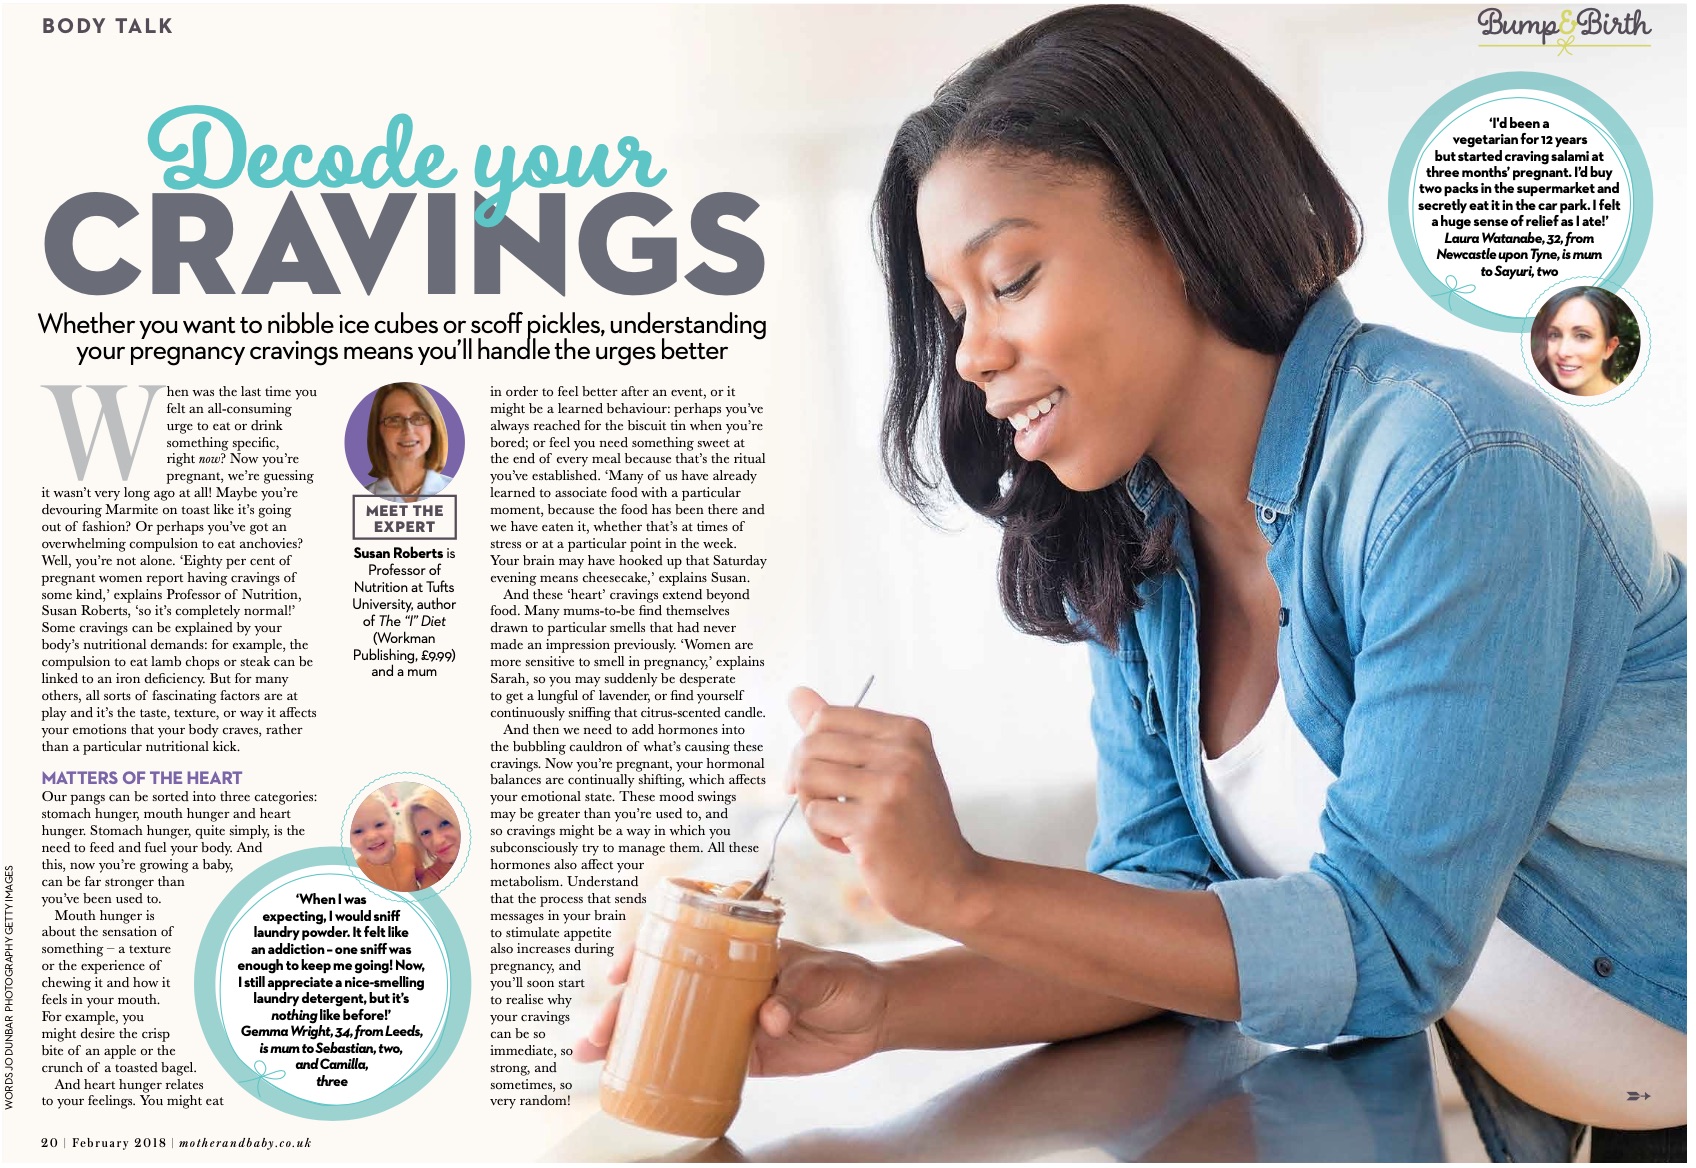 BODY TALK
Bump & Birth
Decode your
CRAVINGS
Whether you want to nibble ice cubes or scoff pickles, understanding
your pregnancy cravings means you'll handle the urges better
When was the last time you
felt an all-consuming
urge to eat or drink
something specific,
right now? Now you're
pregnant, we're guessing
it wasn't very long ago at all! Maybe you're
devouring Marmite on toast like it's going
out of fashion? Or perhaps you've got an
overwhelming compulsion to eat anchovies?
Well, you're not alone. 'Eighty per cent of
pregnant women report having cravings of
some kind,' explains Professor of Nutrition,
Susan Roberts, 'so it's completely normal!'
Some cravings can be explained by your
body's nutritional demands: for example, the
compulsion to eat lamb chops or steak can be
linked to an iron deficiency. But for many
others, all sorts of fascinating factors are at
play and it's the taste, texture, or way it affects
your emotions that your body craves, rather
than a particular nutritional kick.
MATTERS OF THE HEART
Our pangs can be sorted into three categories:
stomach hunger, mouth hunger and heart
hunger. Stomach hunger, quite simply, is the
need to feed and fuel your body. And
this, now you're growing a baby,
can be far stronger than
you've been used to.
Mouth hunger is
about the sensation of
something – a texture
or the experience of
chewing it and how it
feels in your mouth.
For example, you
might desire the crisp
bite of an apple or the
crunch of a toasted bagel.
And heart hunger relates
to your feelings. You might eat
MEET THE
EXPERT
Susan Roberts is
Professor of
Nutrition at Tufts
University, author
of The "I" Diet
(Workman
Publishing, £9.99)
and a mum
'When I was
expecting, I would sniff
laundry powder. It felt like
an addiction – one sniff was
enough to keep me going! Now,
I still appreciate a nice-smelling
laundry detergent, but it's
nothing like before!'
Gemma Wright, 34, from Leeds,
is mum to Sebastian, two,
and Camilla,
three
in order to feel better after an event, or it
might be a learned behaviour: perhaps you've
always reached for the biscuit tin when you're
bored; or feel you need something sweet at
the end of every meal because that's the ritual
you've established. 'Many of us have already
learned to associate food with a particular
moment, because the food has been there and
we have eaten it, whether that's at times of
stress or at a particular point in the week.
Your brain may have hooked up that Saturday
evening means cheesecake,' explains Susan.
And these 'heart' cravings extend beyond
food. Many mums-to-be find themselves
drawn to particular smells that had never
made an impression previously. 'Women are
more sensitive to smell in pregnancy,' explains
Sarah, so you may suddenly be desperate
to get a lungful of lavender, or find yourself
continuously sniffing that citrus-scented candle.
And then we need to add hormones into
the bubbling cauldron of what's causing these
cravings. Now you're pregnant, your hormonal
balances are continually shifting, which affects
your emotional state. These mood swings
may be greater than you're used to, and
so cravings might be a way in which you
subconsciously try to manage them. All these
hormones also affect your
metabolism. Understand
that the process that sends
messages in your brain
to stimulate appetite
also increases during
pregnancy, and
you'll soon start
to realise why
your cravings
can be so
immediate, so
strong, and
sometimes, so
very random!
'I'd been a
vegetarian for 12 years
but started craving salami at
three months' pregnant. I'd buy
two packs in the supermarket and
secretly eat it in the car park. I felt
a huge sense of relief as I ate!'
Laura Watanabe, 32, from
Newcastle upon Tyne, is mum
to Sayuri, two
WORDS JO DUNBAR PHOTOGRAPHY GETTY IMAGES
20 | February 2018 | motherandbaby.co.uk